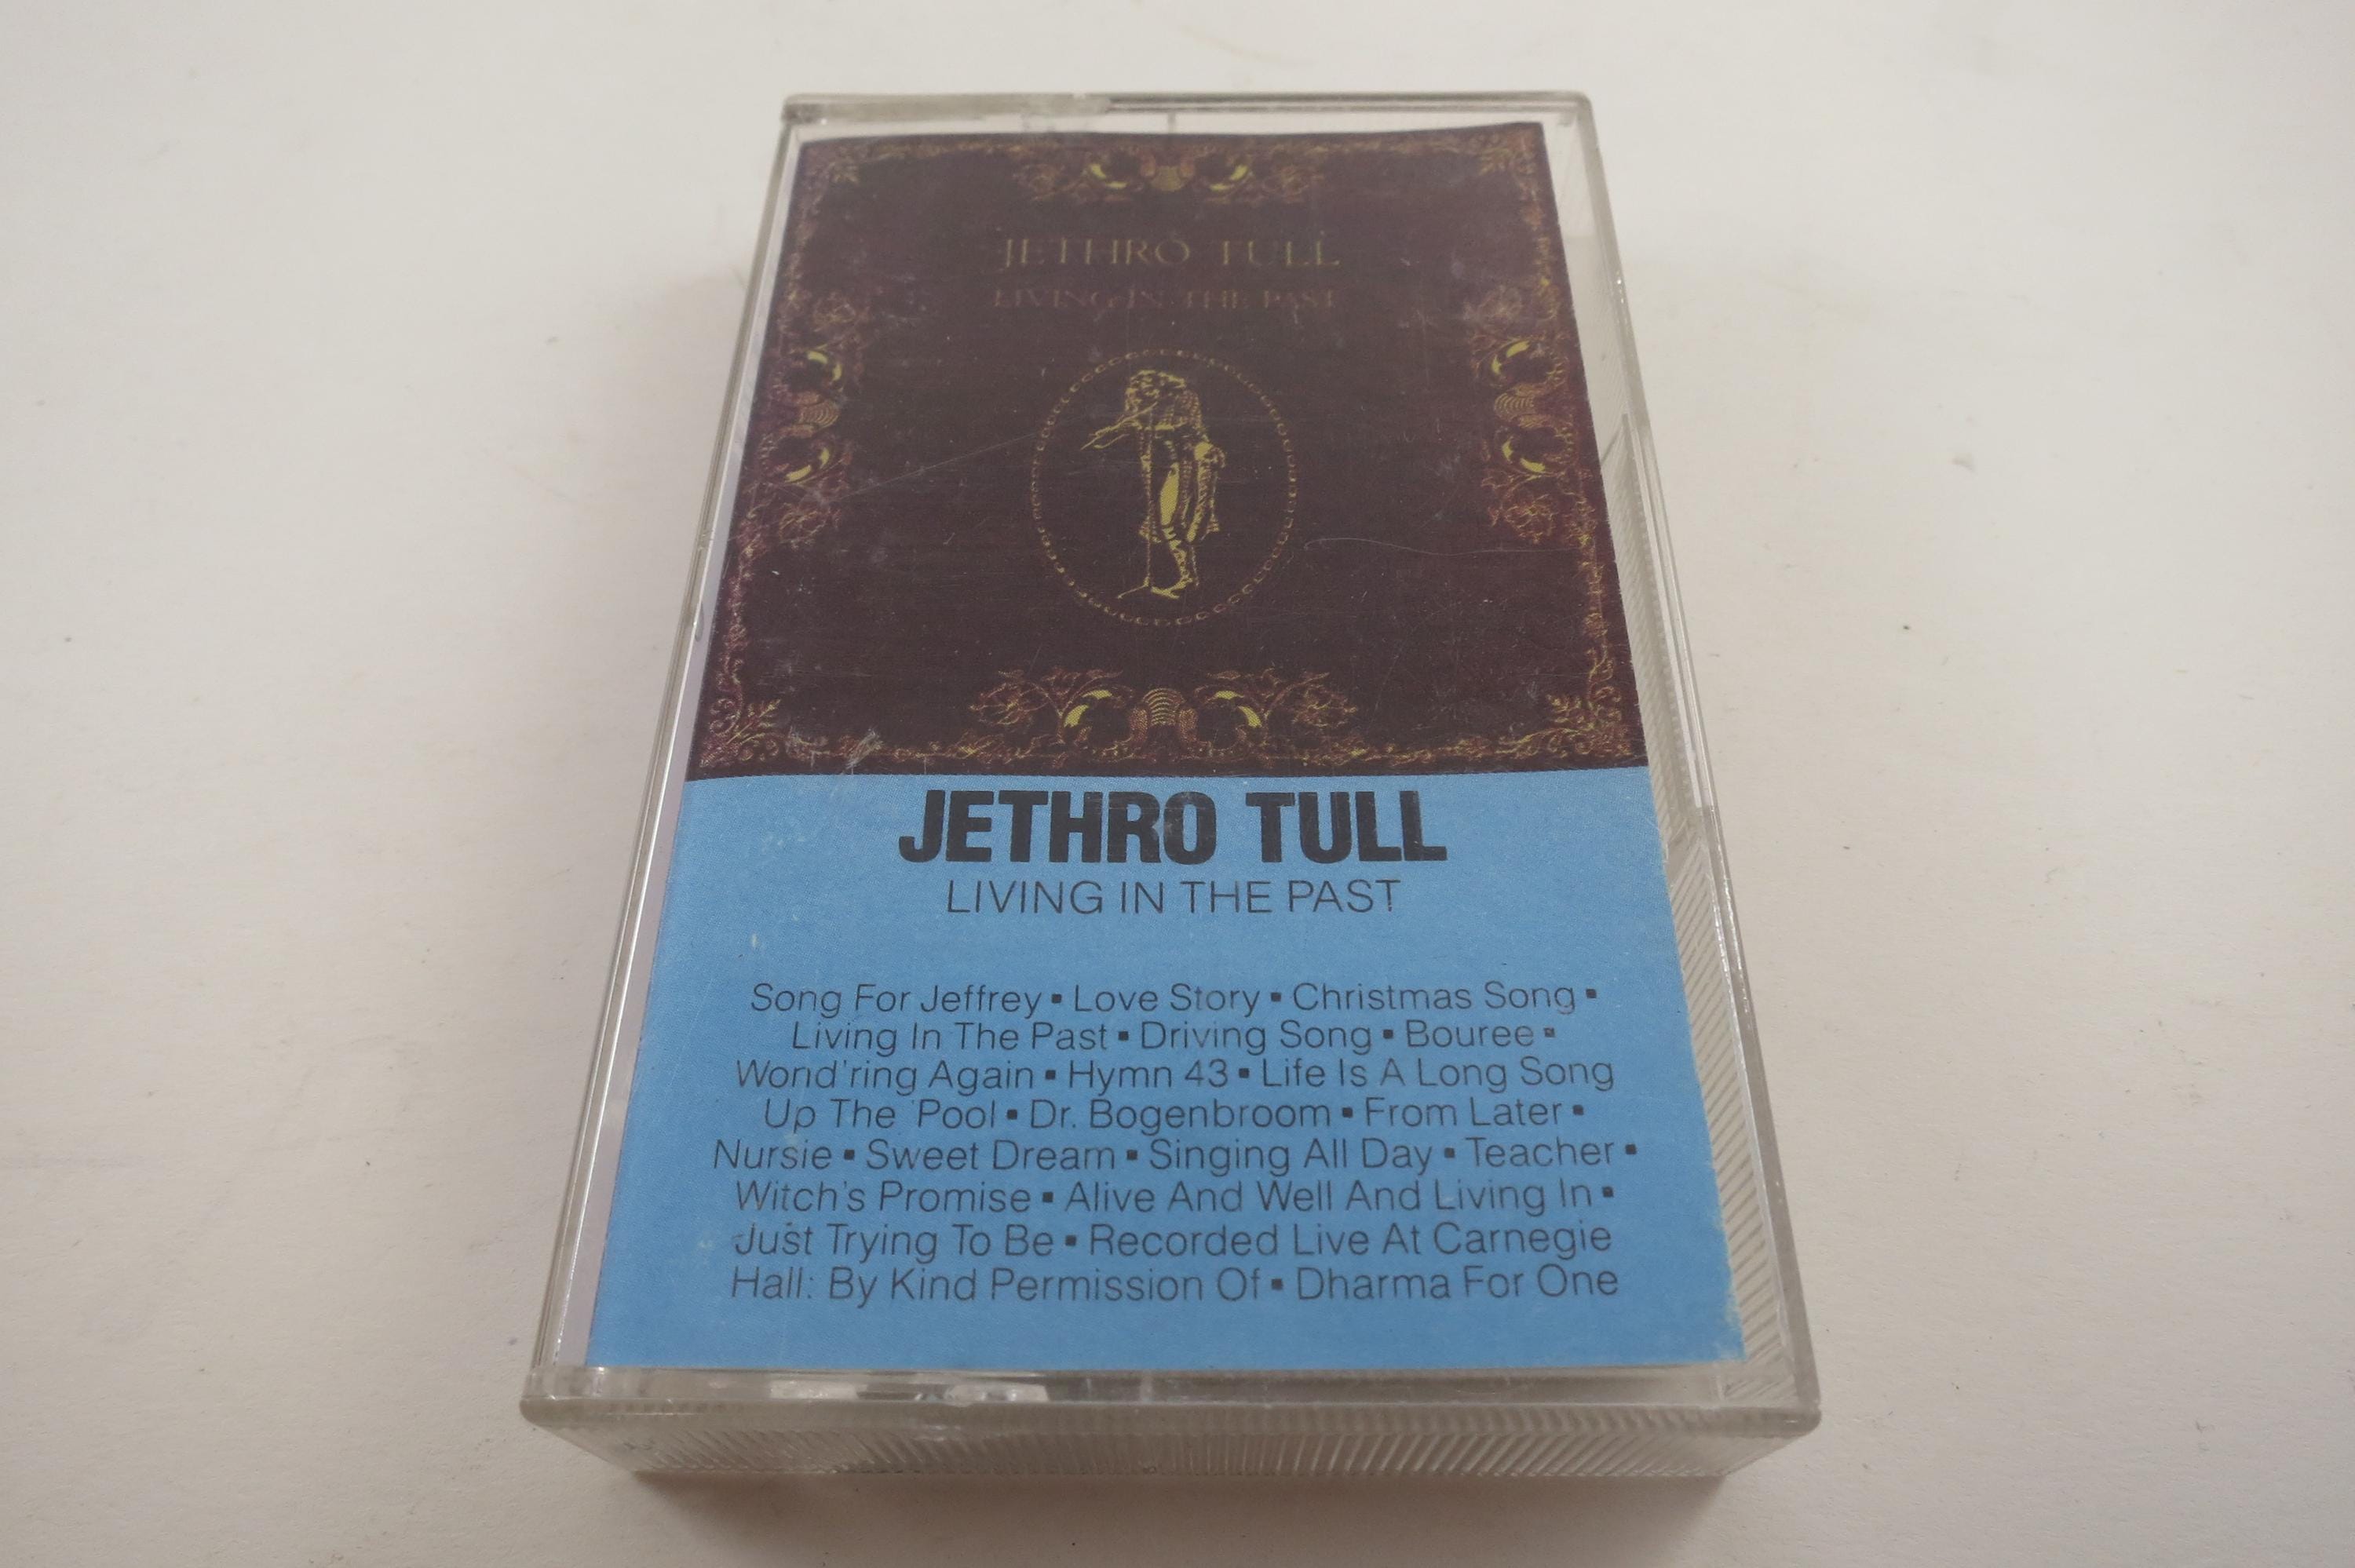 JETHRO TULL
LIVING IN THE PAST
JETHRO TULL
LIVING IN THE PAST
Song For Jeffrey ▪ Love Story ▪ Christmas Song ▪
Living In The Past ▪ Driving Song ▪ Bouree ▪
Wond'ring Again ▪ Hymn 43 ▪ Life Is A Long Song
Up The 'Pool ▪ Dr. Bogenbroom ▪ From Later ▪
Nursie ▪ Sweet Dream ▪ Singing All Day ▪ Teacher ▪
Witch's Promise ▪ Alive And Well And Living In ▪
Just Trying To Be ▪ Recorded Live At Carnegie
Hall: By Kind Permission Of ▪ Dharma For One